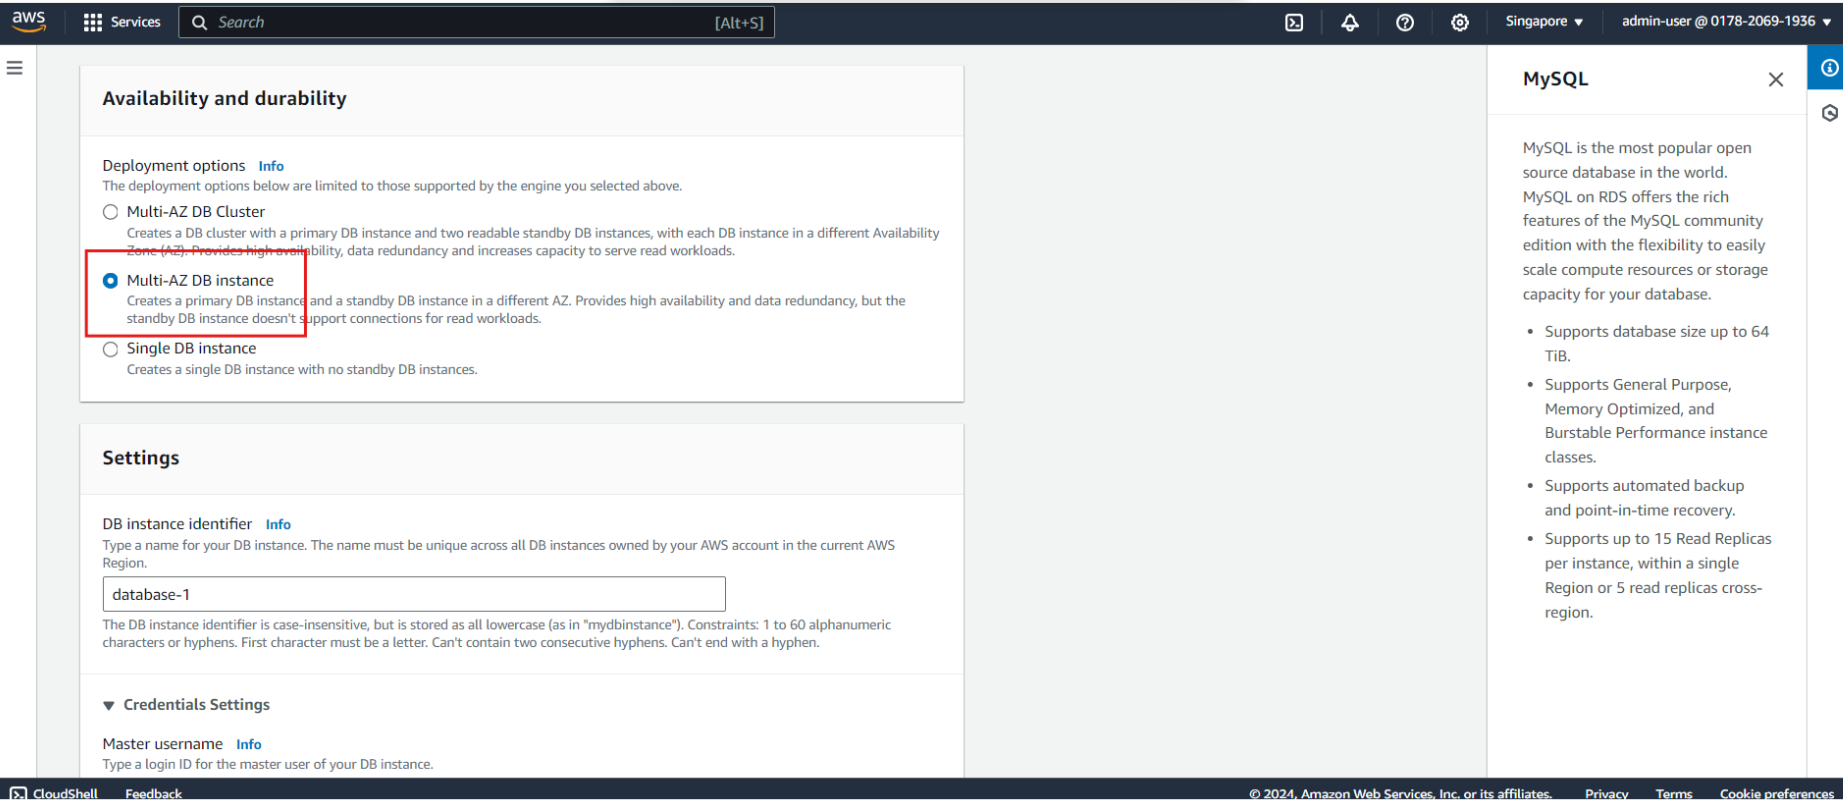 aws
Services
Search
[Alt+S]
Singapore ▼
admin-user @ 0178-2069-1936 ▼
Availability and durability
Deployment options Info
The deployment options below are limited to those supported by the engine you selected above.
Multi-AZ DB Cluster
Creates a DB cluster with a primary DB instance and two readable standby DB instances, with each DB instance in a different Availability
Zone (AZ). Provides high availability, data redundancy and increases capacity to serve read workloads.
Multi-AZ DB instance
Creates a primary DB instance and a standby DB instance in a different AZ. Provides high availability and data redundancy, but the
standby DB instance doesn't support connections for read workloads.
Single DB instance
Creates a single DB instance with no standby DB instances.
Settings
DB instance identifier Info
Type a name for your DB instance. The name must be unique across all DB instances owned by your AWS account in the current AWS
Region.
database-1
The DB instance identifier is case-insensitive, but is stored as all lowercase (as in "mydbinstance"). Constraints: 1 to 60 alphanumeric
characters or hyphens. First character must be a letter. Can't contain two consecutive hyphens. Can't end with a hyphen.
▼ Credentials Settings
Master username Info
Type a login ID for the master user of your DB instance.
MySQL
MySQL is the most popular open
source database in the world.
MySQL on RDS offers the rich
features of the MySQL community
edition with the flexibility to easily
scale compute resources or storage
capacity for your database.
• Supports database size up to 64
TiB.
• Supports General Purpose,
Memory Optimized, and
Burstable Performance instance
classes.
• Supports automated backup
and point-in-time recovery.
• Supports up to 15 Read Replicas
per instance, within a single
Region or 5 read replicas cross-
region.
CloudShell
Feedback
© 2024, Amazon Web Services, Inc. or its affiliates.
Privacy
Terms
Cookie preferences